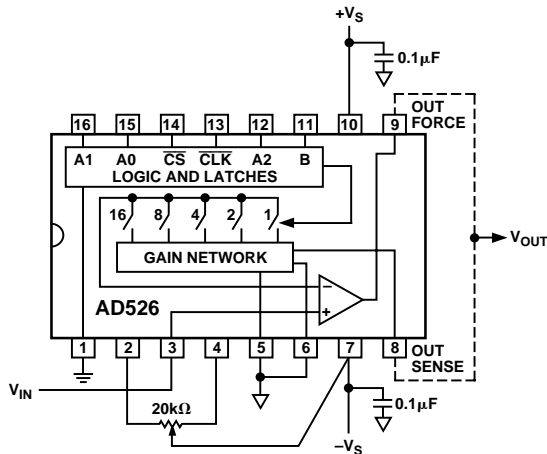 +VS
0.1µF
OUT
FORCE
16 15 14 13 12 11 10 9
A1 A0 CS CLK A2 B
LOGIC AND LATCHES
16 8 4 2 1
GAIN NETWORK
VOUT
–
+
AD526
1 2 3 4 5 6 7 8
OUT
SENSE
VIN
20kΩ
0.1µF
–VS